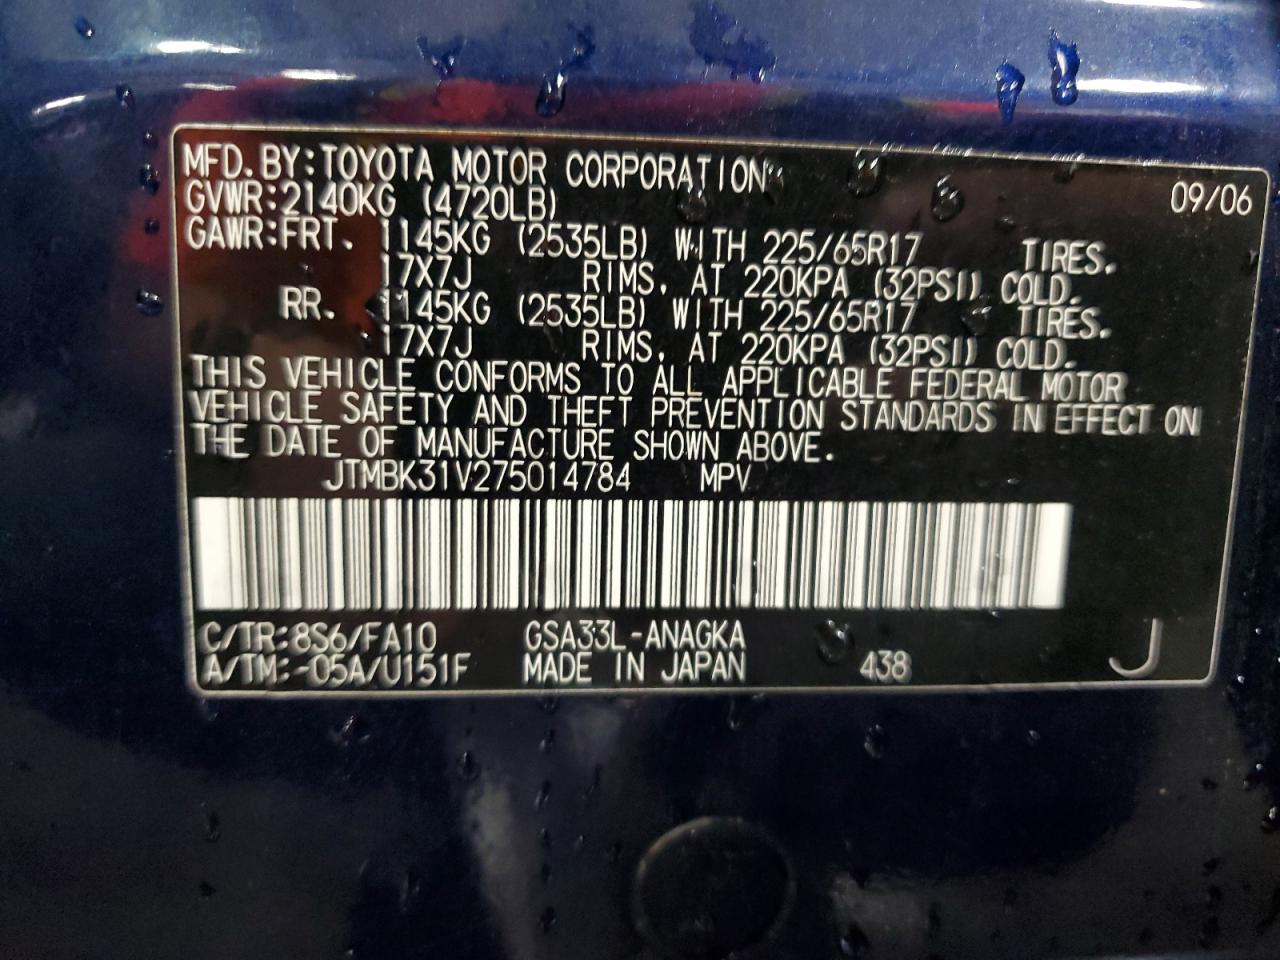 MFD.BY:TOYOTA MOTOR CORPORATION 09/06
GVWR:2140KG (4720LB)
GAWR:FRT. 1145KG (2535LB) WITH 225/65R17 TIRES.
17X7J RIMS, AT 220KPA (32PSI) COLD.
RR. 1145KG (2535LB) WITH 225/65R17 TIRES.
17X7J RIMS, AT 220KPA (32PSI) COLD.
THIS VEHICLE CONFORMS TO ALL APPLICABLE FEDERAL MOTOR
VEHICLE SAFETY AND THEFT PREVENTION STANDARDS IN EFFECT ON
THE DATE OF MANUFACTURE SHOWN ABOVE.
JTMBK31V275014784 MPV
C/TR:8S6/FA10 GSA33L-ANAGKA
A/TM:-05A/U151F MADE IN JAPAN 438 J